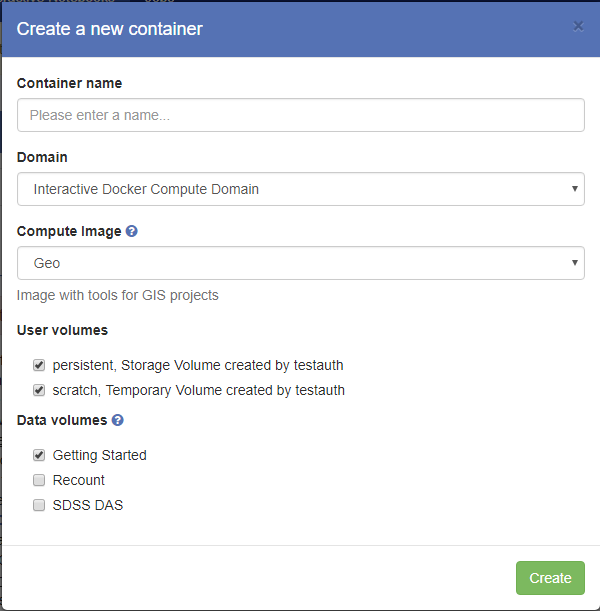 Create a new container
×
Container name
Please enter a name...
Domain
Interactive Docker Compute Domain
Compute Image ?
Geo
Image with tools for GIS projects
User volumes
persistent, Storage Volume created by testauth
scratch, Temporary Volume created by testauth
Data volumes ?
Getting Started
Recount
SDSS DAS
Create